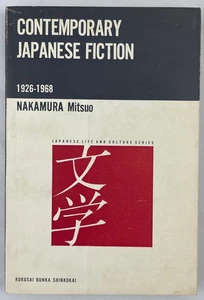 CONTEMPORARY
JAPANESE FICTION
1926-1968
NAKAMURA Mitsuo
JAPANESE LIFE AND CULTURE SERIES
文
学
KOKUSAI BUNKA SHINKOKAI